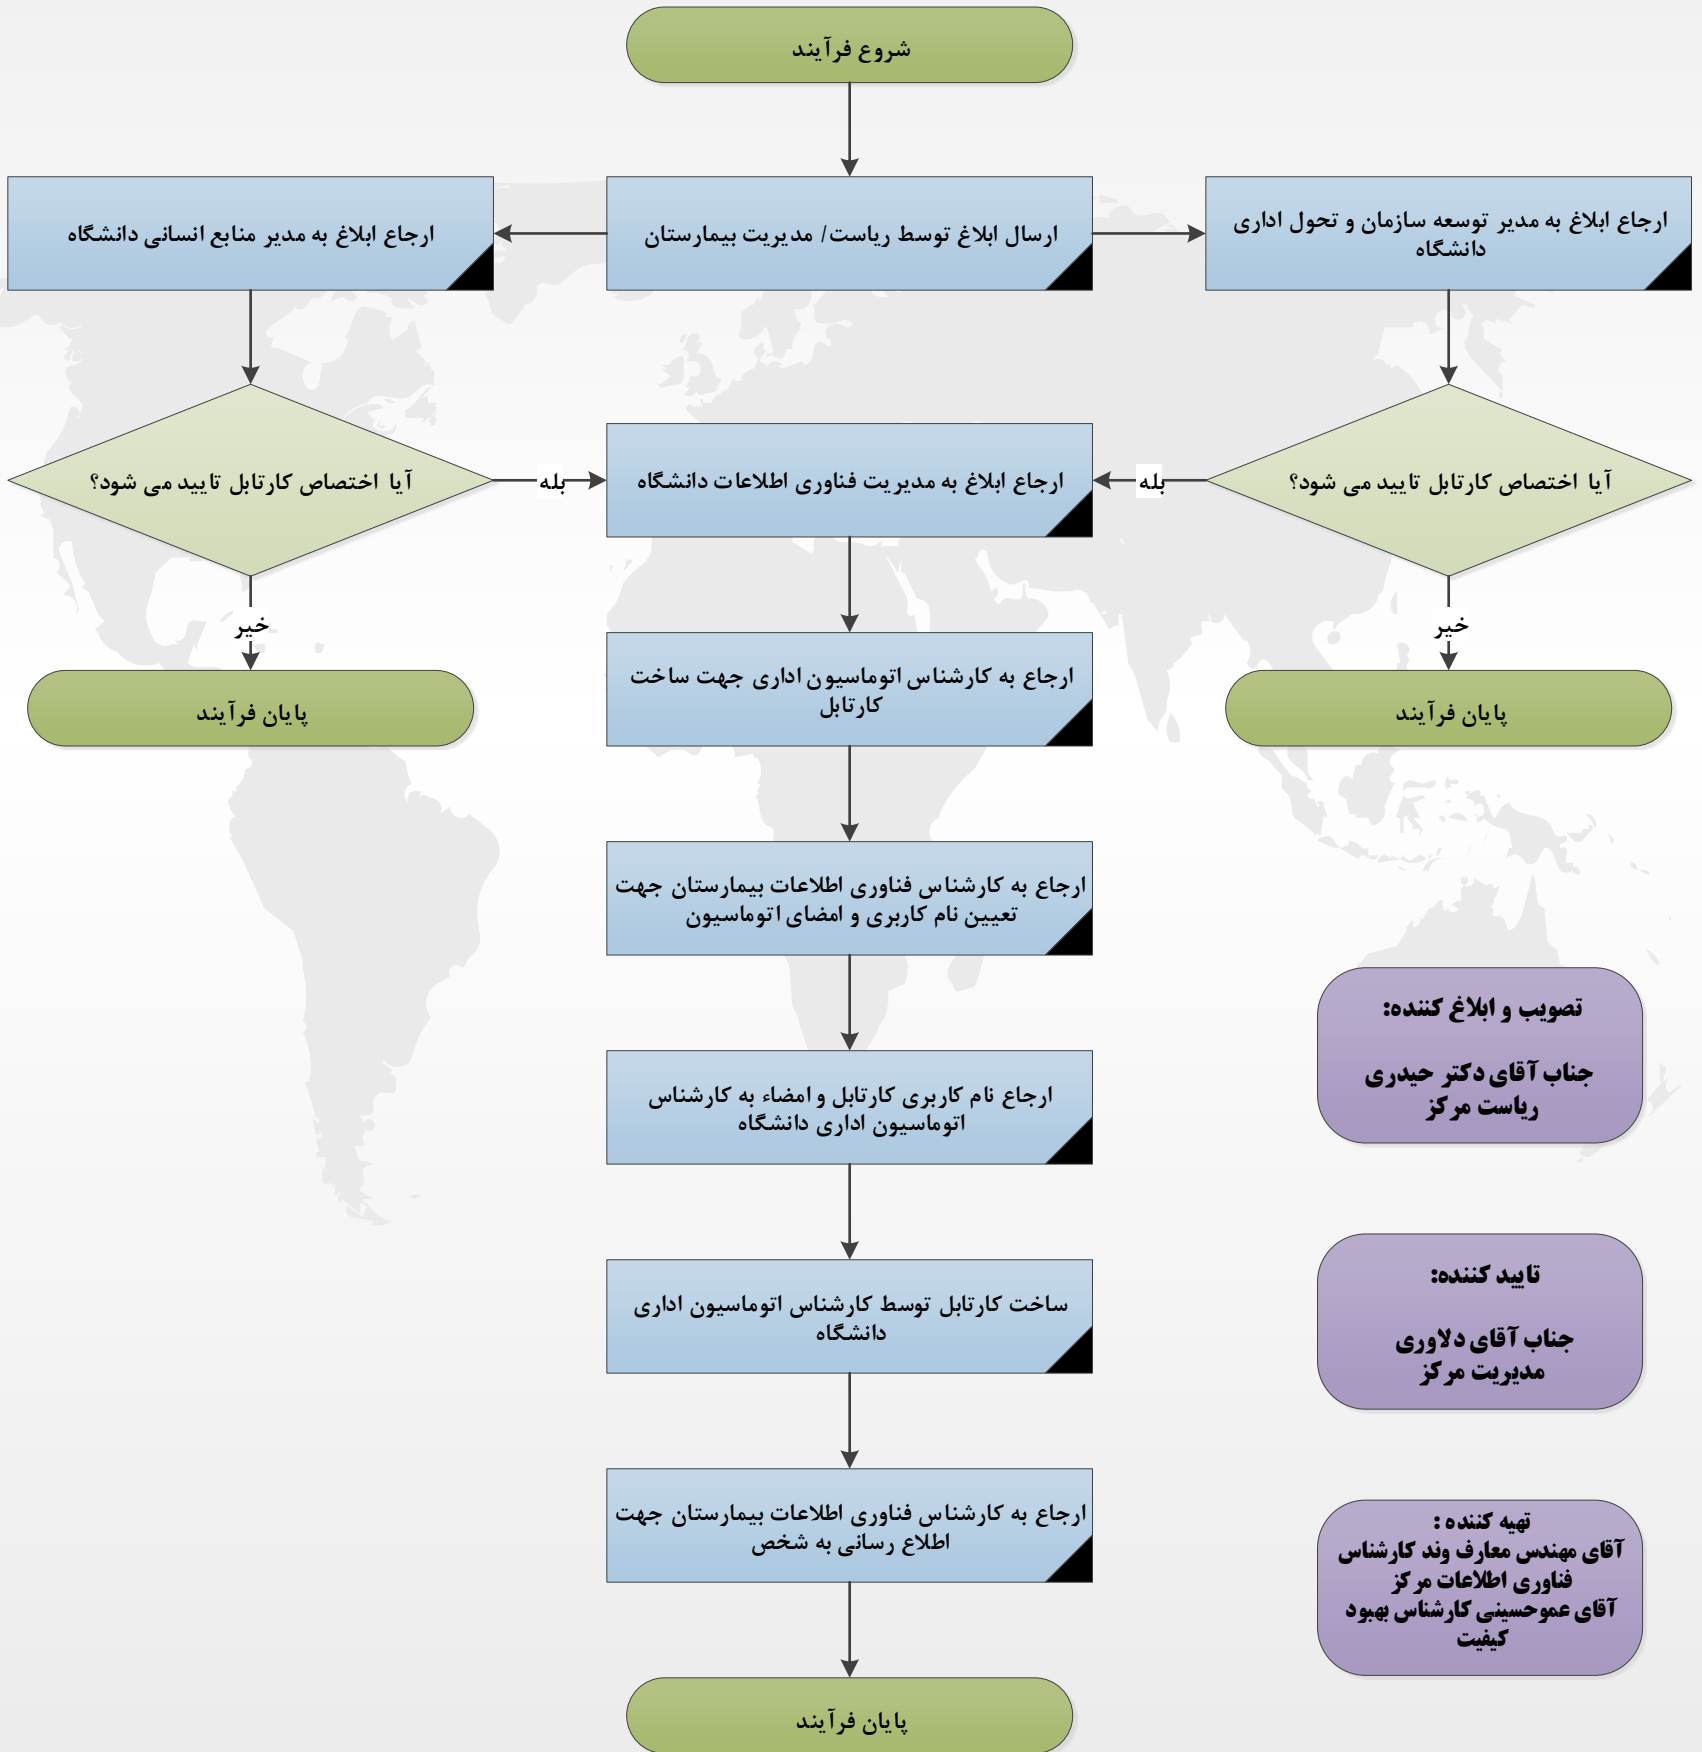 شروع فرآیند
ارجاع ابلاغ به مدیر توسعه سازمان و تحول اداری
دانشگاه
ارسال ابلاغ توسط ریاست/ مدیریت بیمارستان
ارجاع ابلاغ به مدیر منابع انسانی دانشگاه
آیا اختصاص کارتابل تایید می شود؟
بله
ارجاع ابلاغ به مدیریت فناوری اطلاعات دانشگاه
بله
آیا اختصاص کارتابل تایید می شود؟
خیر
خیر
پایان فرآیند
ارجاع به کارشناس اتوماسیون اداری جهت ساخت
کارتابل
پایان فرآیند
ارجاع به کارشناس فناوری اطلاعات بیمارستان جهت
تعیین نام کاربری و امضای اتوماسیون
ارجاع نام کاربری کارتابل و امضاء به کارشناس
اتوماسیون اداری دانشگاه
ساخت کارتابل توسط کارشناس اتوماسیون اداری
دانشگاه
ارجاع به کارشناس فناوری اطلاعات بیمارستان جهت
اطلاع رسانی به شخص
پایان فرآیند
تصویب و ابلاغ کننده:
جناب آقای دکتر حیدری
ریاست مرکز
تایید کننده:
جناب آقای دلاوری
مدیریت مرکز
تهیه کننده :
آقای مهندس معارف وند کارشناس
فناوری اطلاعات مرکز
آقای عموحسینی کارشناس بهبود
کیفیت